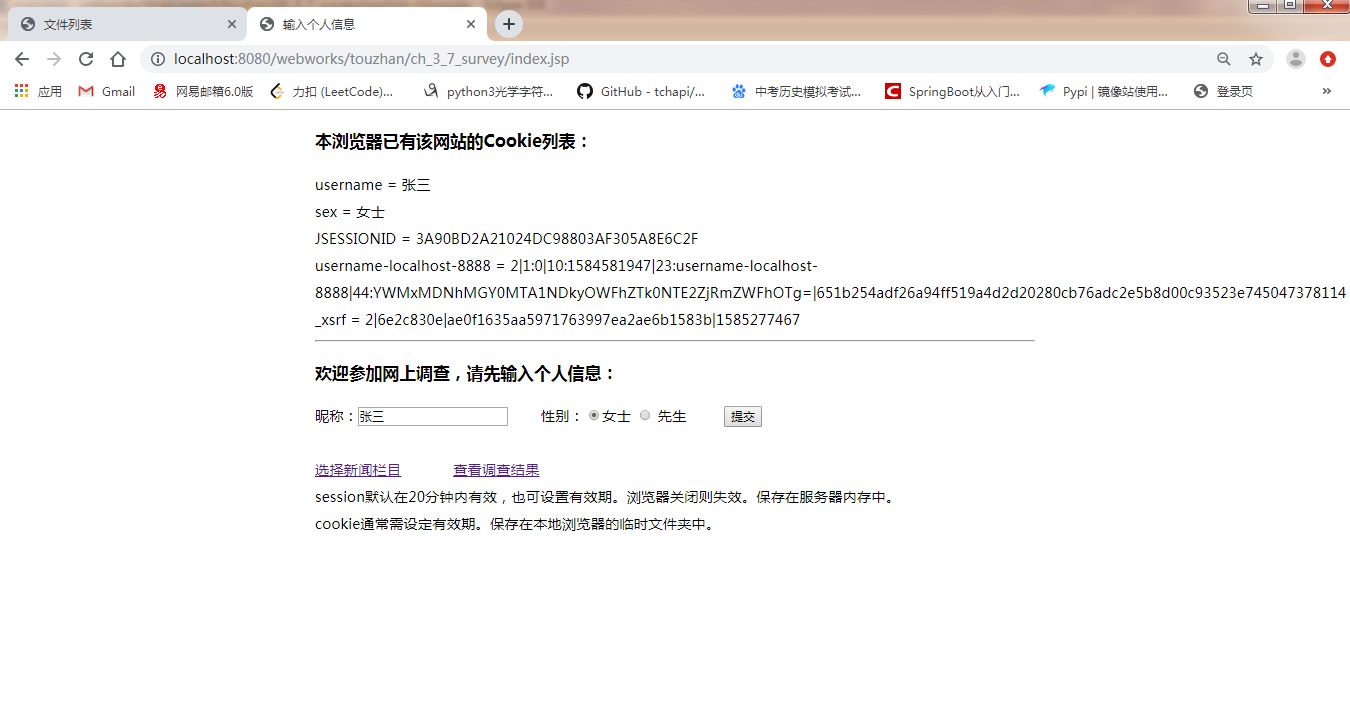 文件列表
输入个人信息
localhost:8080/webworks/touzhan/ch_3_7_survey/index.jsp
应用 Gmail 网易邮箱6.0版 力扣 (LeetCode)... python3光学字符... GitHub - tchapi/... 中考历史模拟考试... SpringBoot从入门... Pypi | 镜像站使用... 登录页 »
本浏览器已有该网站的Cookie列表：
username = 张三
sex = 女士
JSESSIONID = 3A90BD2A21024DC98803AF305A8E6C2F
username-localhost-8888 = 2|1:0|10:1584581947|23:username-localhost-
8888|44:YWMxMDNhMGY0MTA1NDkyOWFhZTk0NTE2ZjRmZWFhOTg=|651b254adf26a94ff519a4d2d20280cb76adc2e5b8d00c93523e745047378114
_xsrf = 2|6e2c830e|ae0f1635aa5971763997ea2ae6b1583b|1585277467
欢迎参加网上调查，请先输入个人信息：
昵称：张三 性别： 女士 先生 提交
选择新闻栏目 查看调查结果
session默认在20分钟内有效，也可设置有效期。浏览器关闭则失效。保存在服务器内存中。
cookie通常需设定有效期。保存在本地浏览器的临时文件夹中。